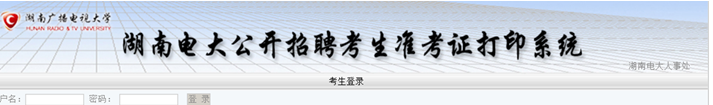 湖南广播电视大学
HUNAN RADIO & TV UNIVERSITY
湖南电大公开招聘考生准考证打印系统
湖南电大人事处
考生登录
户名： 密码： 登 录